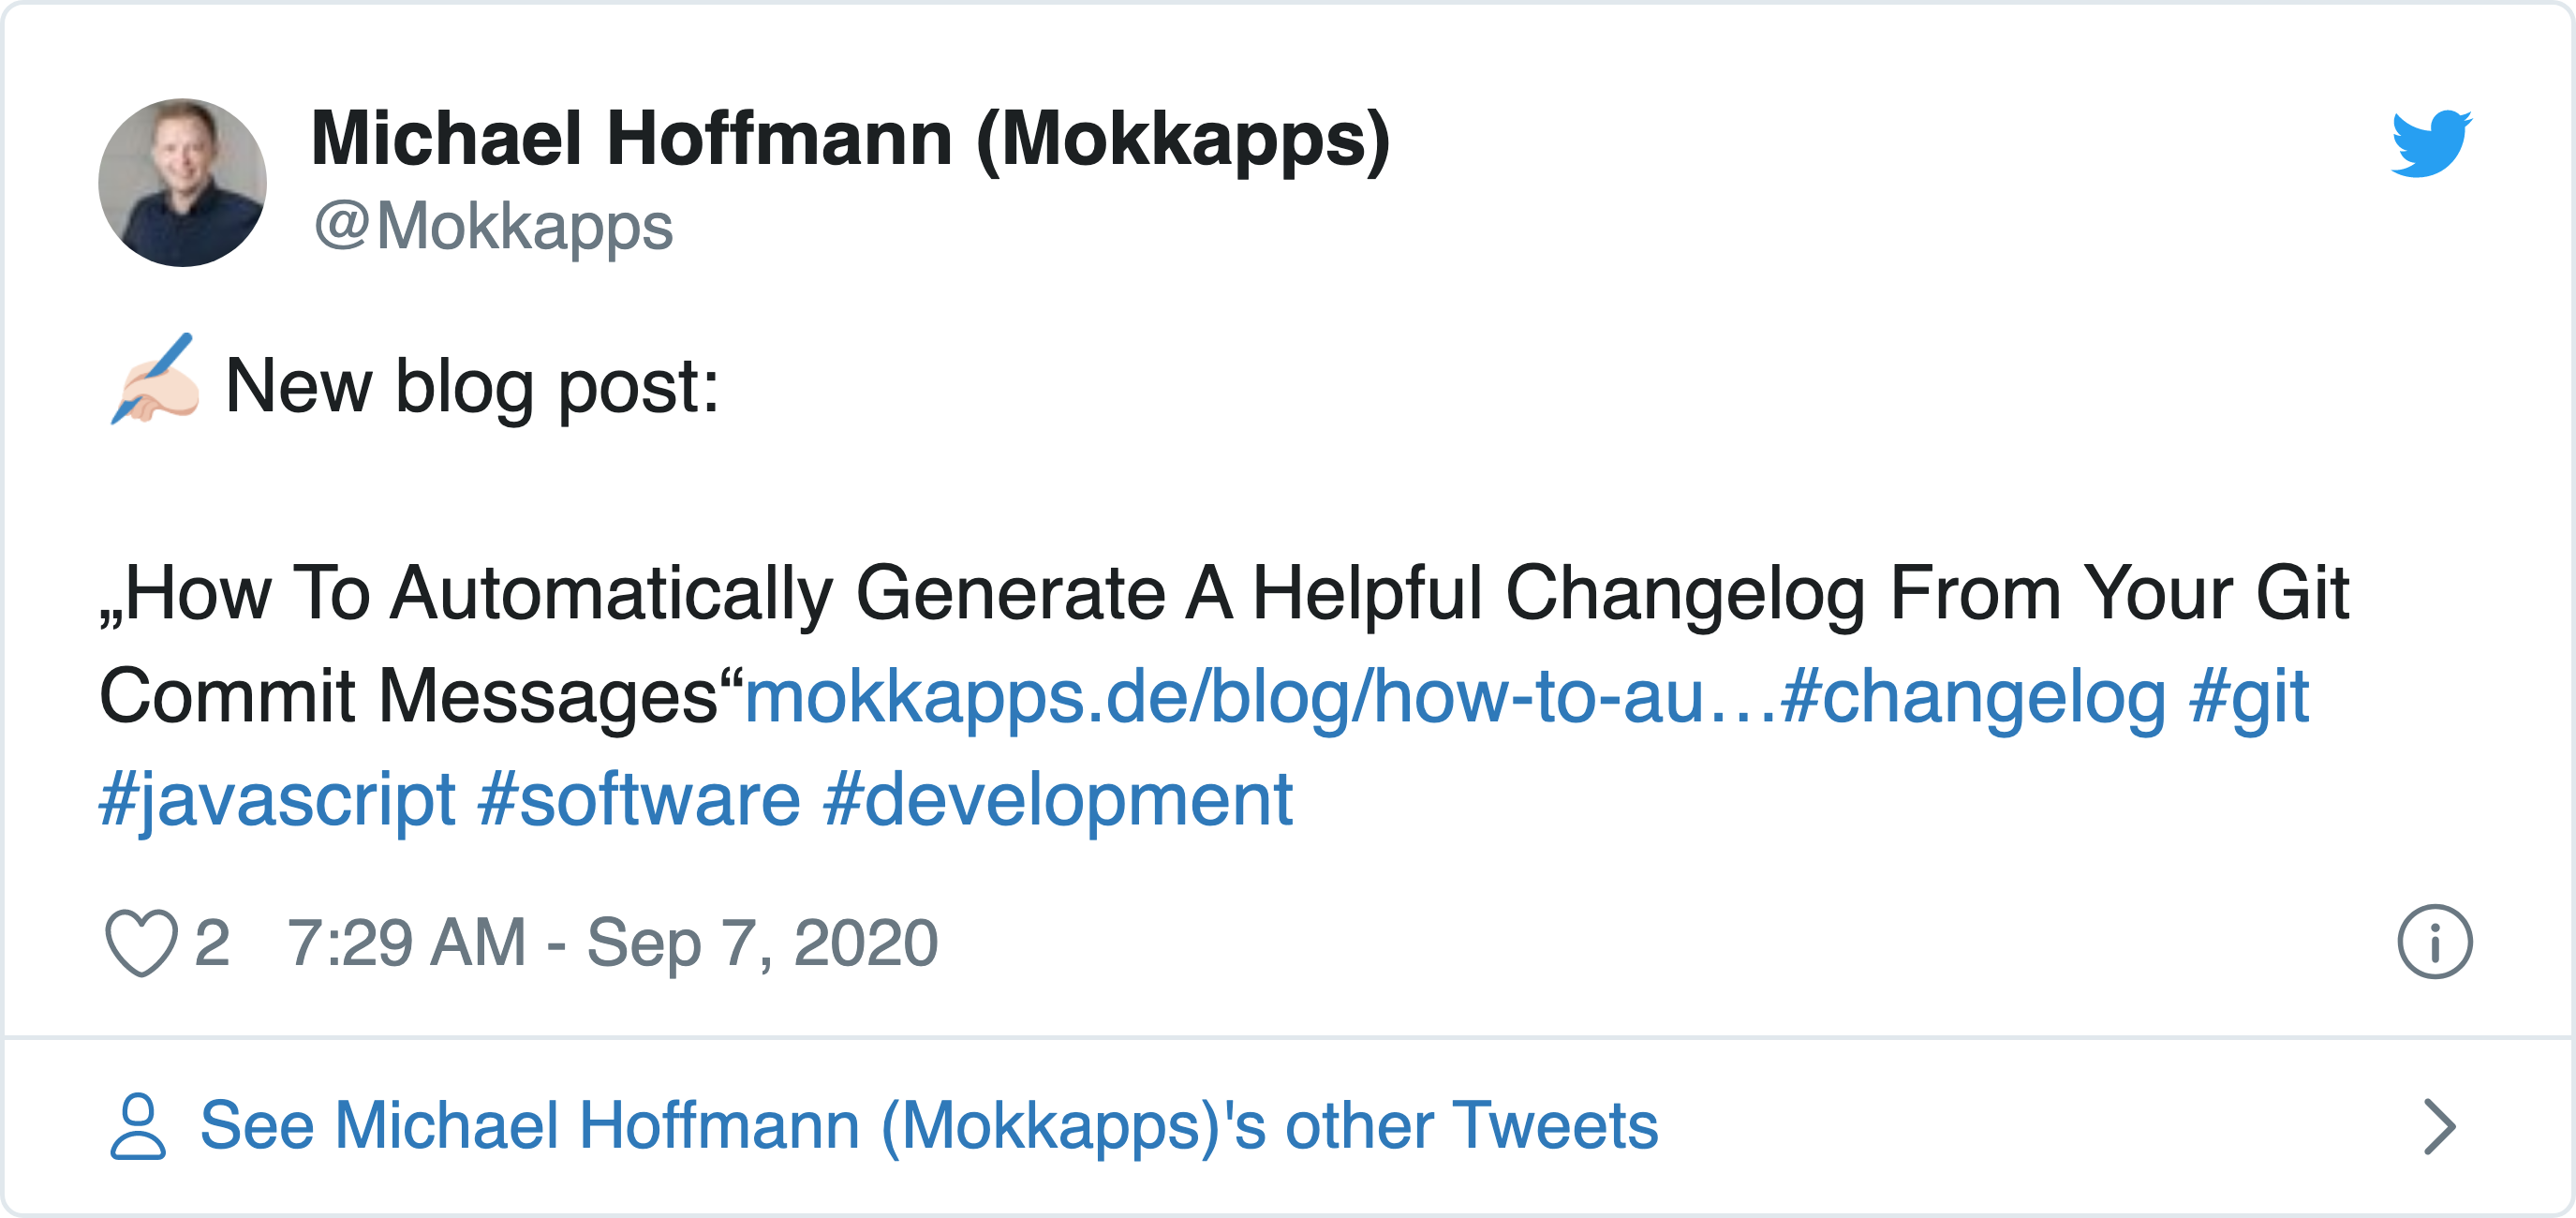 Michael Hoffmann (Mokkapps)
@Mokkapps
✍🏻 New blog post:
„How To Automatically Generate A Helpful Changelog From Your Git
Commit Messages“mokkapps.de/blog/how-to-au…#changelog #git
#javascript #software #development
2 7:29 AM - Sep 7, 2020
See Michael Hoffmann (Mokkapps)'s other Tweets